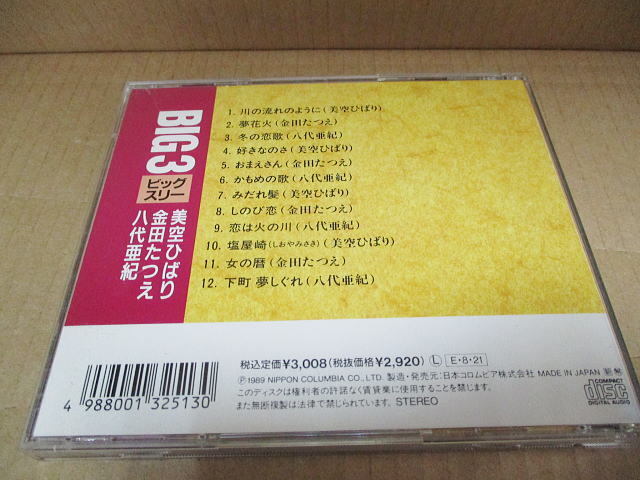 BIG3
ビッグ
スリー
美空ひばり
金田たつえ
八代亜紀
1. 川の流れのように(美空ひばり)
2. 夢花火(金田たつえ)
3. 冬の恋歌(八代亜紀)
4. 好きなのさ(美空ひばり)
5. おまえさん(金田たつえ)
6. かもめの歌(八代亜紀)
7. みだれ髪(美空ひばり)
8. しのび恋(金田たつえ)
9. 恋は火の川(八代亜紀)
10. 塩屋崎(しおやみさき)(美空ひばり)
11. 女の暦(金田たつえ)
12. 下町 夢しぐれ(八代亜紀)
税込定価¥3,008(税抜価格¥2,920) Ⓛ E・8・21
Ⓟ1989 NIPPON COLUMBIA CO., LTD. 製造・発売元:日本コロムビア株式会社 MADE IN JAPAN
このディスクは権利者の許諾なく賃貸業に使用することを禁じます。
また無断複製は法律で禁じられています。STEREO
4 988001 325130
COMPACT
disc
DIGITAL AUDIO